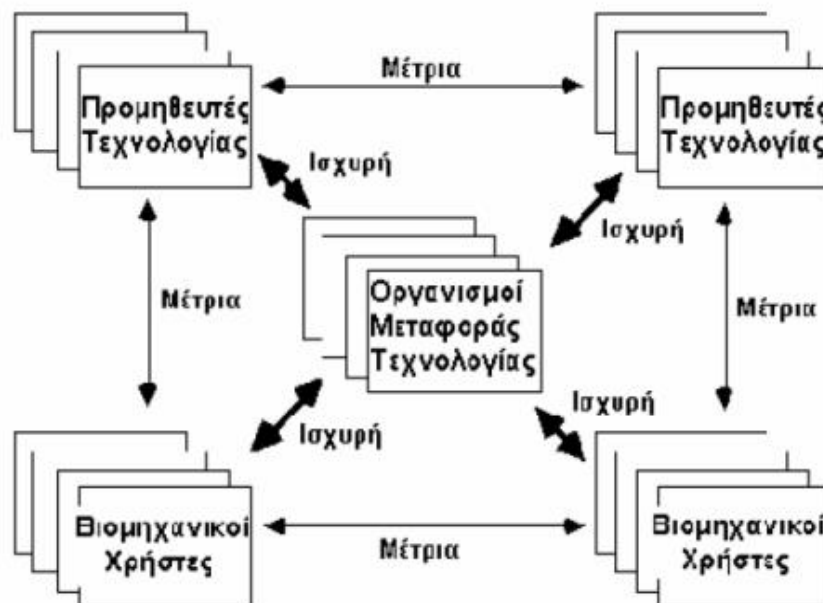 Μέτρια
Προμηθευτές
Τεχνολογίας
Προμηθευτές
Τεχνολογίας
Ισχυρή
Ισχυρή
Μέτρια
Οργανισμοί
Μεταφοράς
Τεχνολογίας
Μέτρια
Ισχυρή
Ισχυρή
Βιομηχανικοί
Χρήστες
Μέτρια
Βιομηχανικοί
Χρήστες